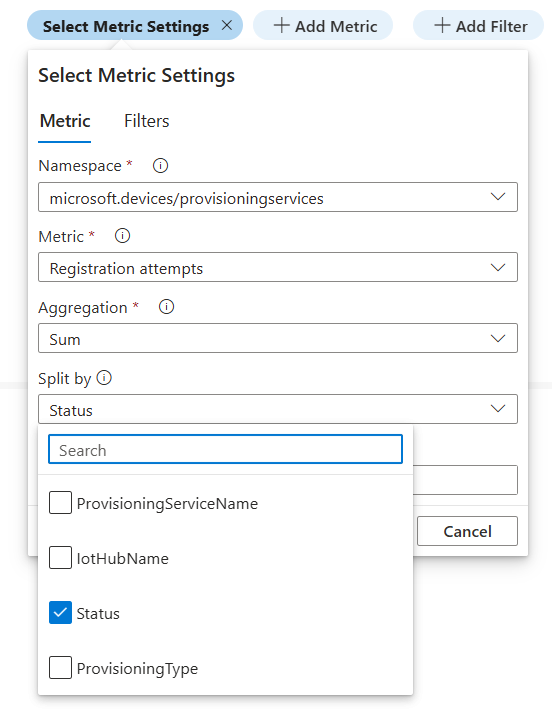 Select Metric Settings
Add Metric
Add Filter
Select Metric Settings
Metric
Filters
Namespace *
microsoft.devices/provisioningservices
Metric *
Registration attempts
Aggregation *
Sum
Split by
Status
Search
ProvisioningServiceName
IotHubName
Status
ProvisioningType
Cancel